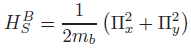 H_S^B = \frac{1}{2m_b} \left( \Pi_x^2 + \Pi_y^2 \right)